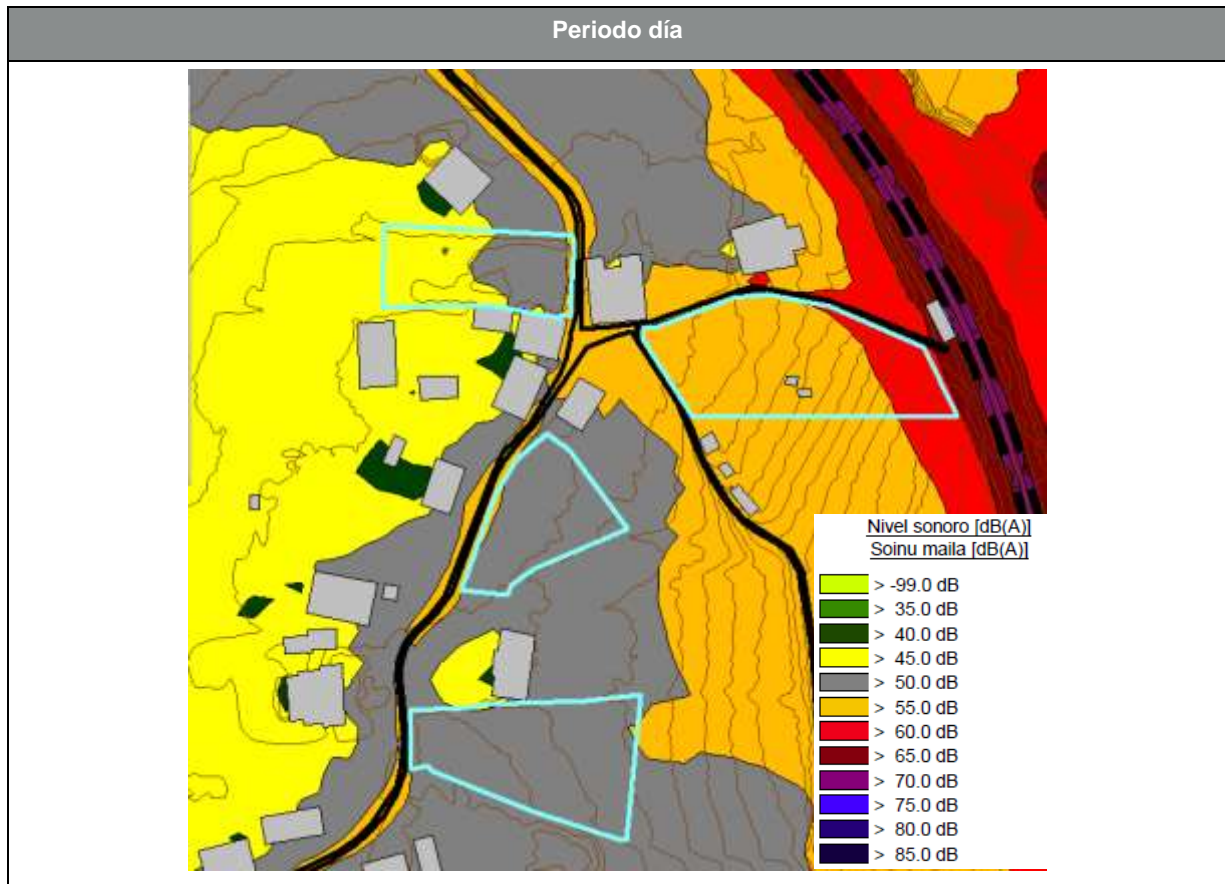 Periodo día
Nivel sonoro [dB(A)]
Soinu maila [dB(A)]
> -99.0 dB
> 35.0 dB
> 40.0 dB
> 45.0 dB
> 50.0 dB
> 55.0 dB
> 60.0 dB
> 65.0 dB
> 70.0 dB
> 75.0 dB
> 80.0 dB
> 85.0 dB